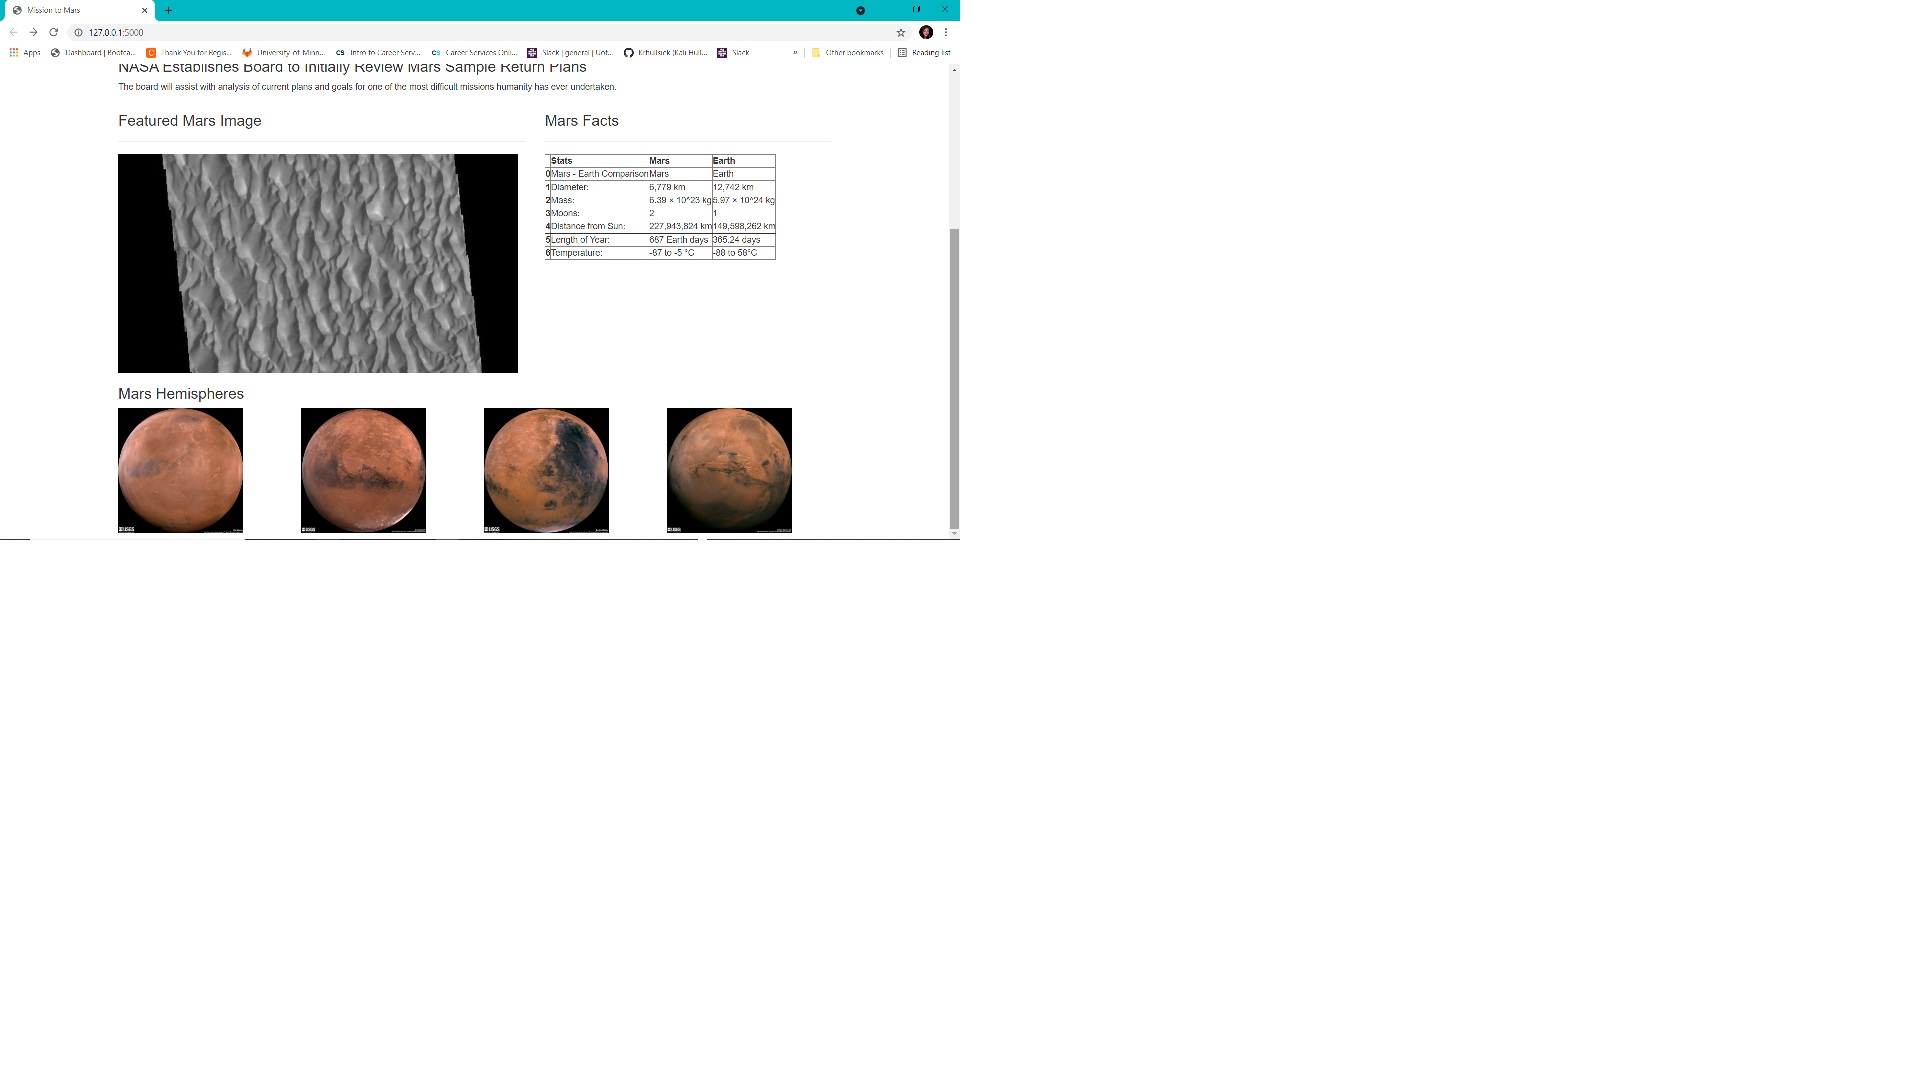 Mission to Mars
127.0.0.1:5000
Apps Dashboard | Bootca... Thank You for Regis... University-of-Minn... CS Intro to Career Serv... CS Career Services Onli... Slack | general | UofM... Krhullsiek (Kali Hull... Slack » Other bookmarks Reading list
NASA Establishes Board to Initially Review Mars Sample Return Plans
The board will assist with analysis of current plans and goals for one of the most difficult missions humanity has ever undertaken.
Featured Mars Image
Mars Facts
Stats Mars Earth
0 Mars - Earth Comparison Mars Earth
1 Diameter: 6,779 km 12,742 km
2 Mass: 6.39 × 10^23 kg 5.97 × 10^24 kg
3 Moons: 2 1
4 Distance from Sun: 227,943,824 km 149,598,262 km
5 Length of Year: 687 Earth days 365.24 days
6 Temperature: -87 to -5 °C -88 to 58°C
Mars Hemispheres
USGS USGS USGS USGS